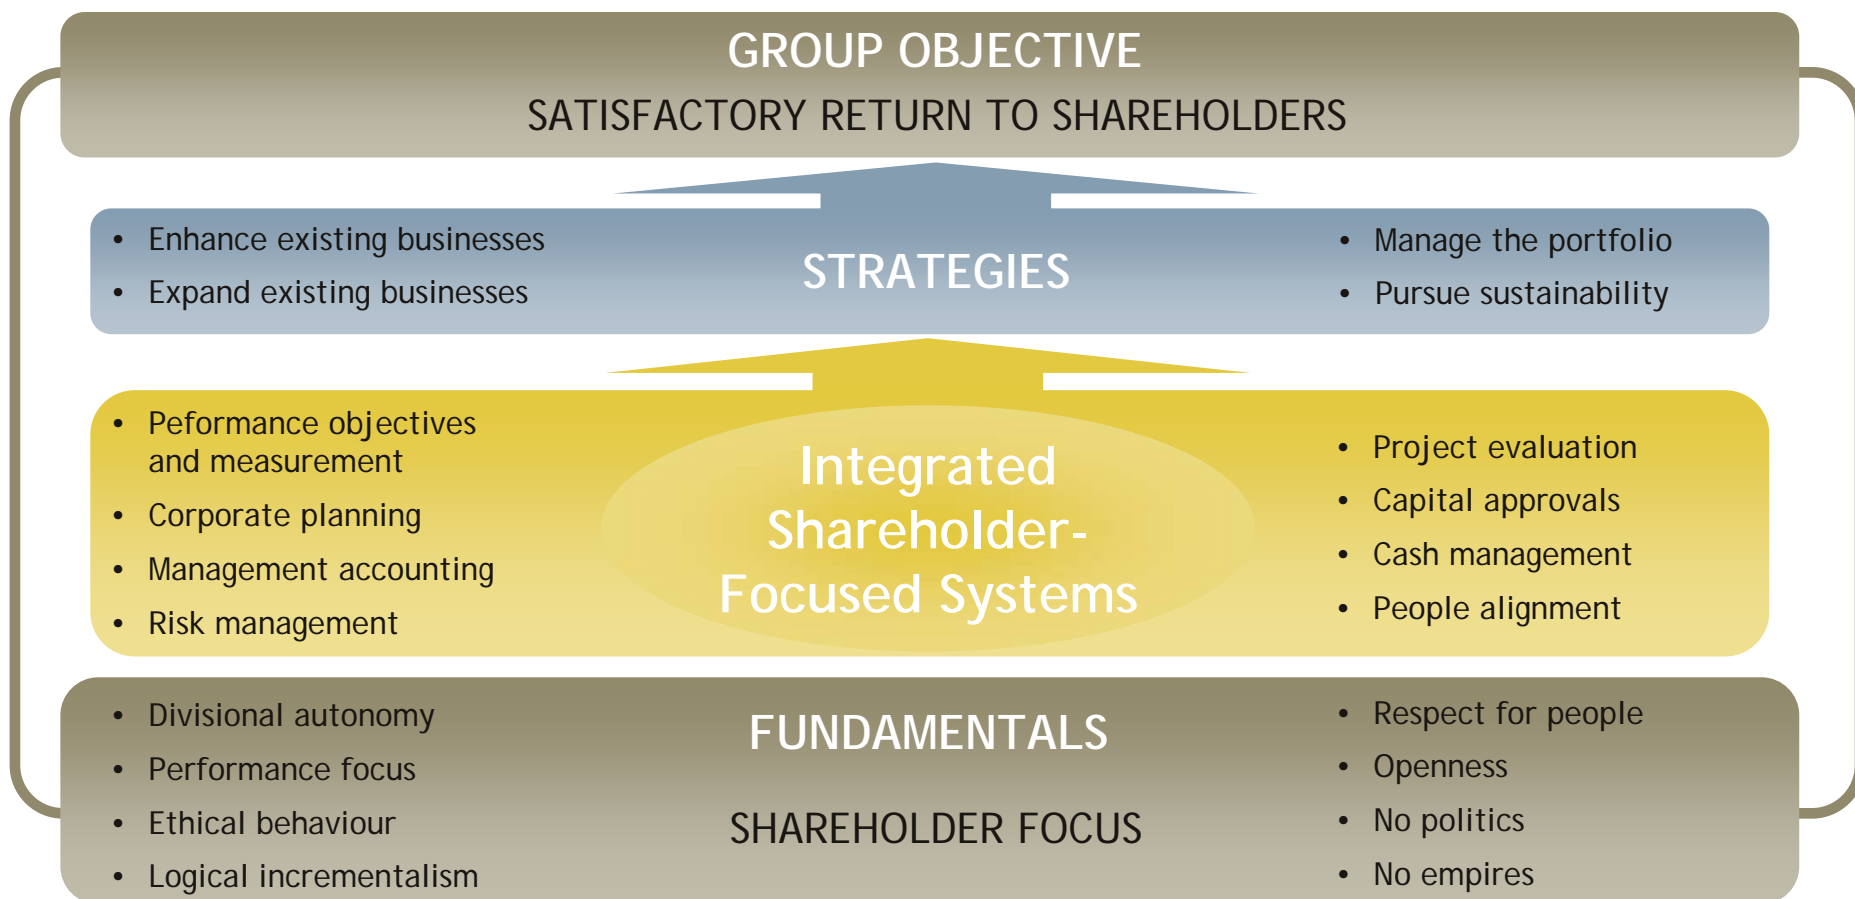 GROUP OBJECTIVE
SATISFACTORY RETURN TO SHAREHOLDERS
• Enhance existing businesses
• Expand existing businesses
STRATEGIES
• Manage the portfolio
• Pursue sustainability
• Peformance objectives
and measurement
• Corporate planning
• Management accounting
• Risk management
Integrated
Shareholder-
Focused Systems
• Project evaluation
• Capital approvals
• Cash management
• People alignment
• Divisional autonomy
• Performance focus
• Ethical behaviour
• Logical incrementalism
FUNDAMENTALS
SHAREHOLDER FOCUS
• Respect for people
• Openness
• No politics
• No empires